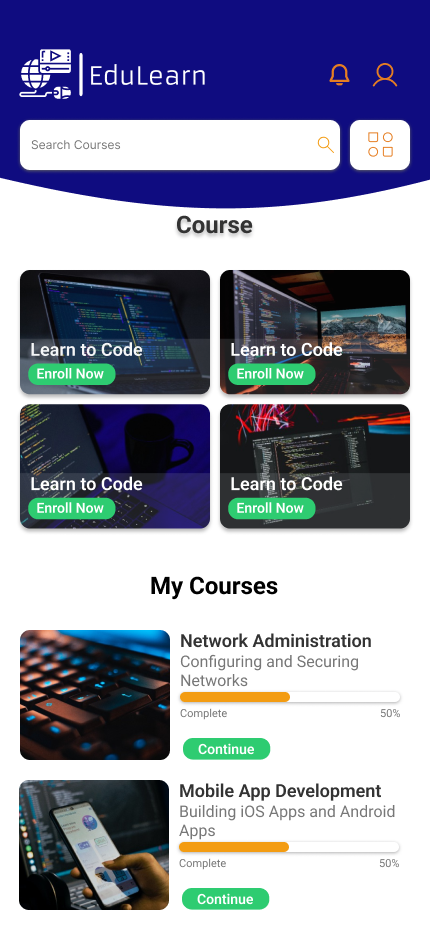 EduLearn
Search Courses
Course
Learn to Code
Enroll Now
Learn to Code
Enroll Now
Learn to Code
Enroll Now
Learn to Code
Enroll Now
My Courses
Network Administration
Configuring and Securing
Networks
Complete 50%
Continue
Mobile App Development
Building iOS Apps and Android
Apps
Complete 50%
Continue